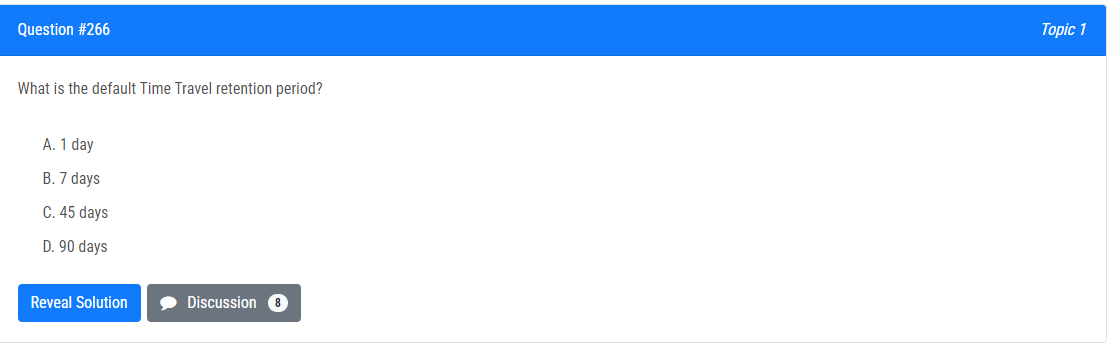 Question #266
Topic 1
What is the default Time Travel retention period?
A. 1 day
B. 7 days
C. 45 days
D. 90 days
Reveal Solution
Discussion 8